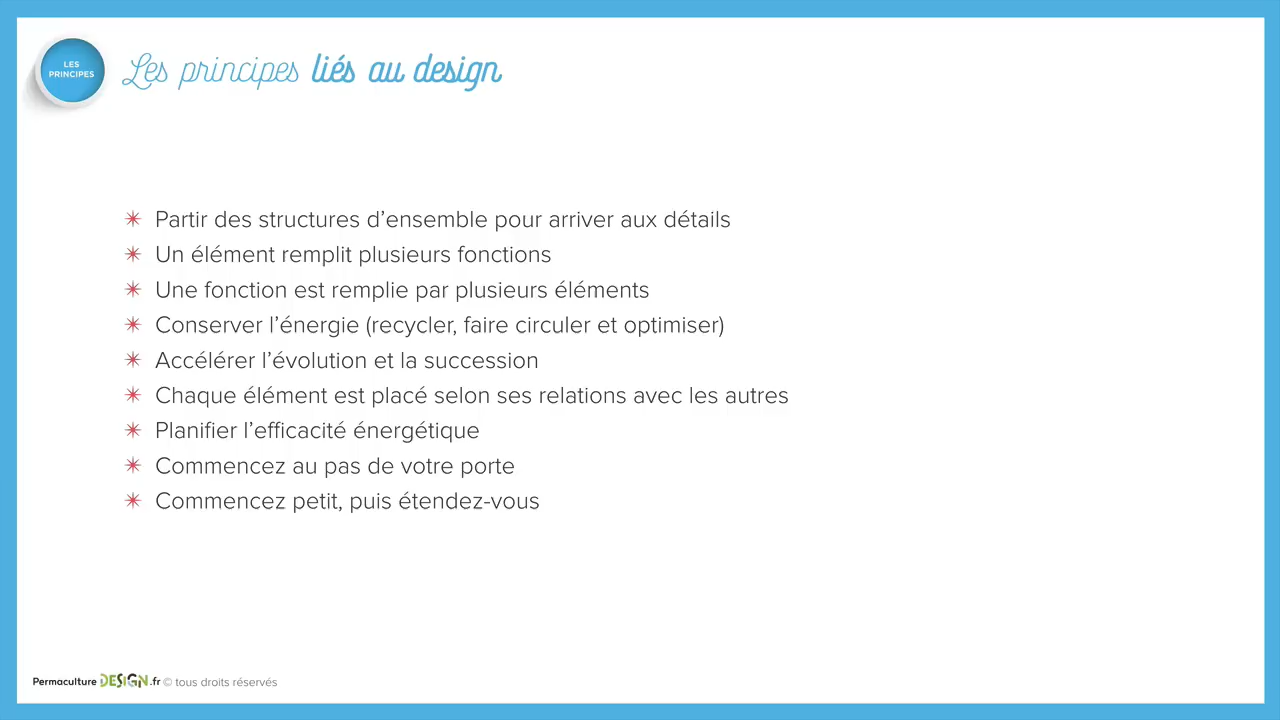 LES
PRINCIPES
Les principes liés au design
Partir des structures d’ensemble pour arriver aux détails
Un élément remplit plusieurs fonctions
Une fonction est remplie par plusieurs éléments
Conserver l’énergie (recycler, faire circuler et optimiser)
Accélérer l’évolution et la succession
Chaque élément est placé selon ses relations avec les autres
Planifier l’efficacité énergétique
Commencez au pas de votre porte
Commencez petit, puis étendez-vous
Permaculture DESIGN.fr © tous droits réservés